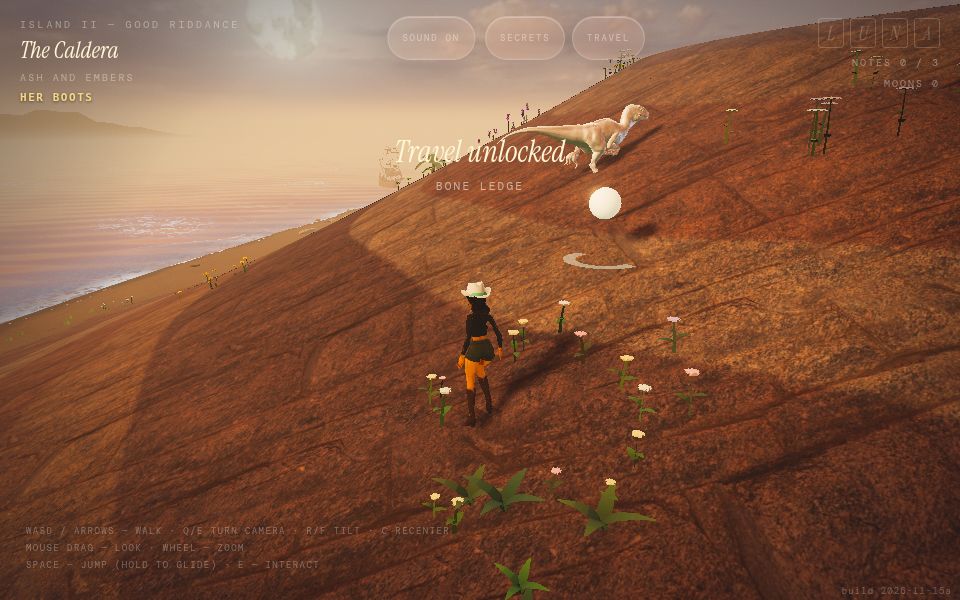 ISLAND II — GOOD RIDDANCE
The Caldera
ASH AND EMBERS
HER BOOTS
SOUND ON
SECRETS
TRAVEL
L U N A
NOTES 0 / 3
MOONS 0
Travel unlocked
BONE LEDGE
WASD / ARROWS — WALK · Q/E TURN CAMERA · R/F TILT · C RECENTER
MOUSE DRAG — LOOK · WHEEL — ZOOM
SPACE — JUMP (HOLD TO GLIDE) · E — INTERACT
build 2026-11-15a